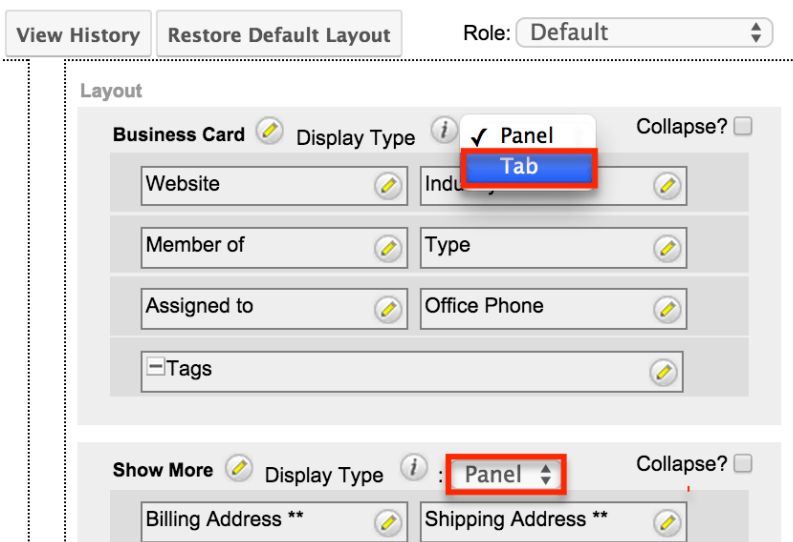 View History Restore Default Layout Role: Default
Layout
Business Card Display Type i ✓ Panel Collapse?
Tab
Website
Member of Type
Assigned to Office Phone
Tags
Show More Display Type i : Panel Collapse?
Billing Address ** Shipping Address **